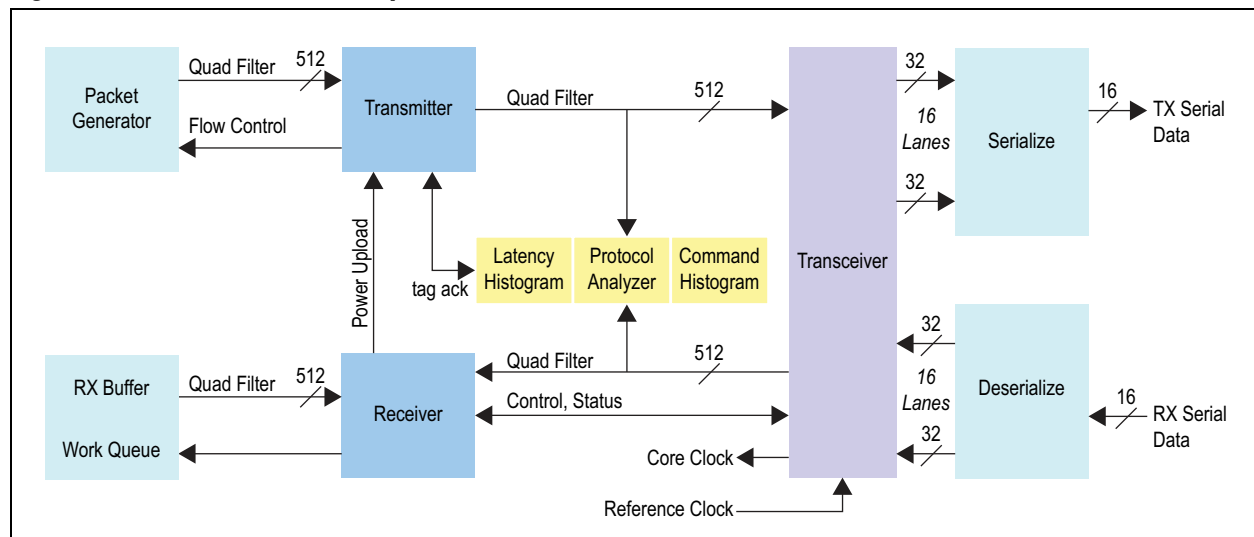 Packet
Generator
Quad Filter
512
Flow Control
Transmitter
Quad Filter
512
32
16
Lanes
32
Serialize
16
TX Serial
Data
Power Upload
tag ack
Latency
Histogram
Protocol
Analyzer
Command
Histogram
Transceiver
RX Buffer
Work Queue
Quad Filter
512
Receiver
Quad Filter
512
Control, Status
Core Clock
Reference Clock
32
16
Lanes
32
Deserialize
16
RX Serial
Data